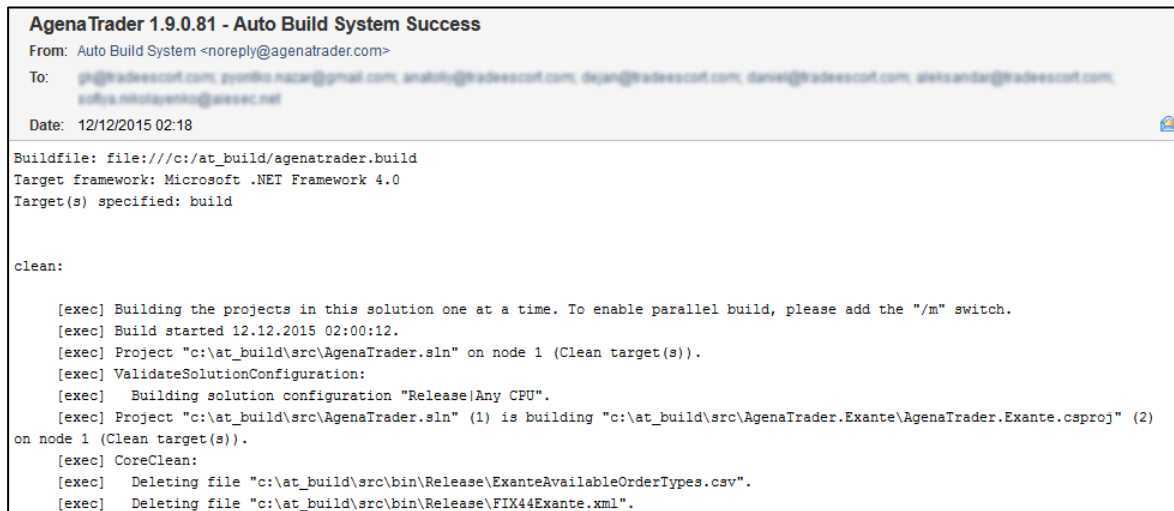 AgenaTrader 1.9.0.81 - Auto Build System Success
From: Auto Build System <noreply@agenatrader.com>
To:
Date: 12/12/2015 02:18
Buildfile: file:///c:/at_build/agenatrader.build
Target framework: Microsoft .NET Framework 4.0
Target(s) specified: build
clean:
[exec] Building the projects in this solution one at a time. To enable parallel build, please add the "/m" switch.
[exec] Build started 12.12.2015 02:00:12.
[exec] Project "c:\at_build\src\AgenaTrader.sln" on node 1 (Clean target(s)).
[exec] ValidateSolutionConfiguration:
[exec]   Building solution configuration "Release|Any CPU".
[exec] Project "c:\at_build\src\AgenaTrader.sln" (1) is building "c:\at_build\src\AgenaTrader.Exante\AgenaTrader.Exante.csproj" (2)
on node 1 (Clean target(s)).
[exec] CoreClean:
[exec]   Deleting file "c:\at_build\src\bin\Release\ExanteAvailableOrderTypes.csv".
[exec]   Deleting file "c:\at_build\src\bin\Release\FIX44Exante.xml".